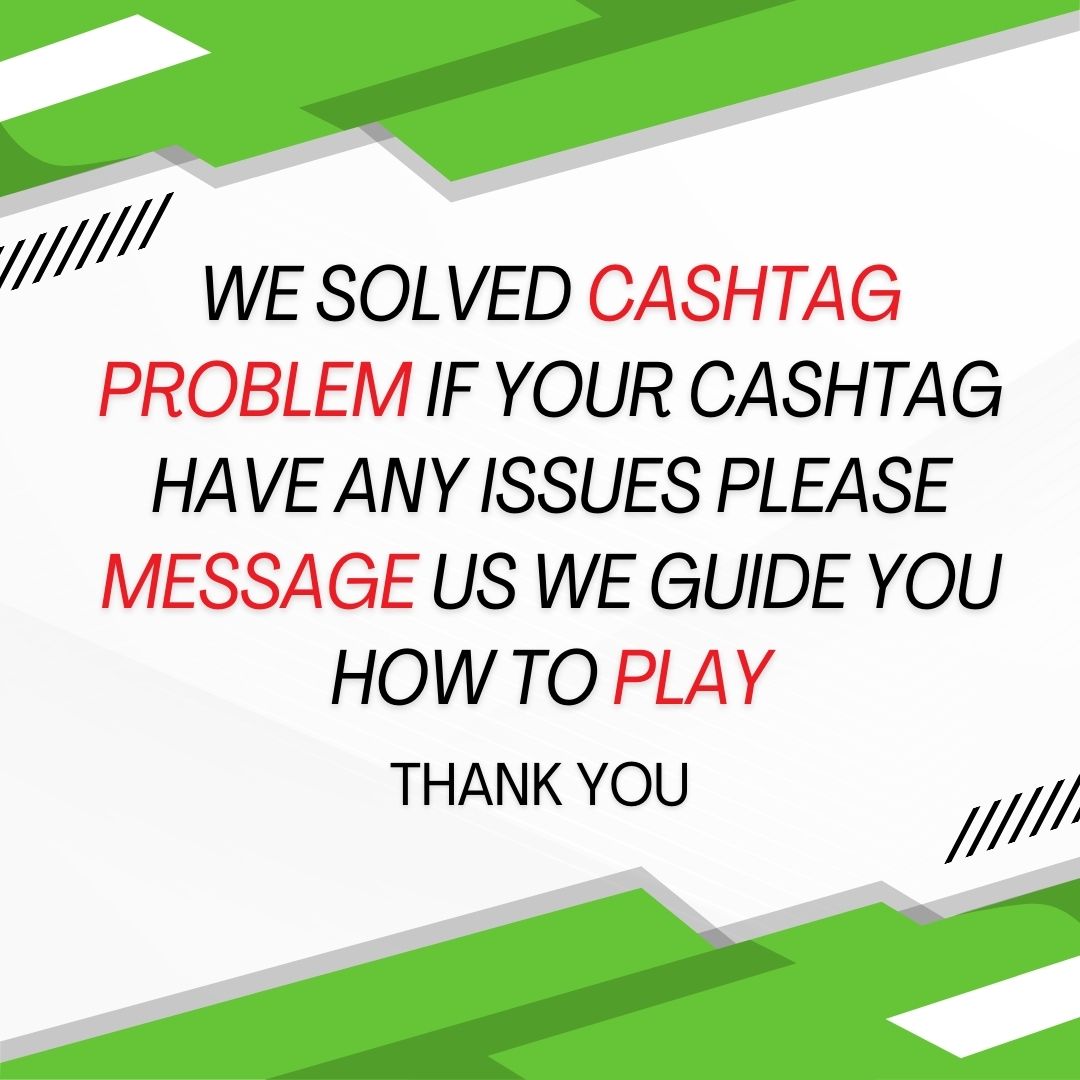 WE SOLVED CASHTAG
PROBLEM IF YOUR CASHTAG
HAVE ANY ISSUES PLEASE
MESSAGE US WE GUIDE YOU
HOW TO PLAY
THANK YOU